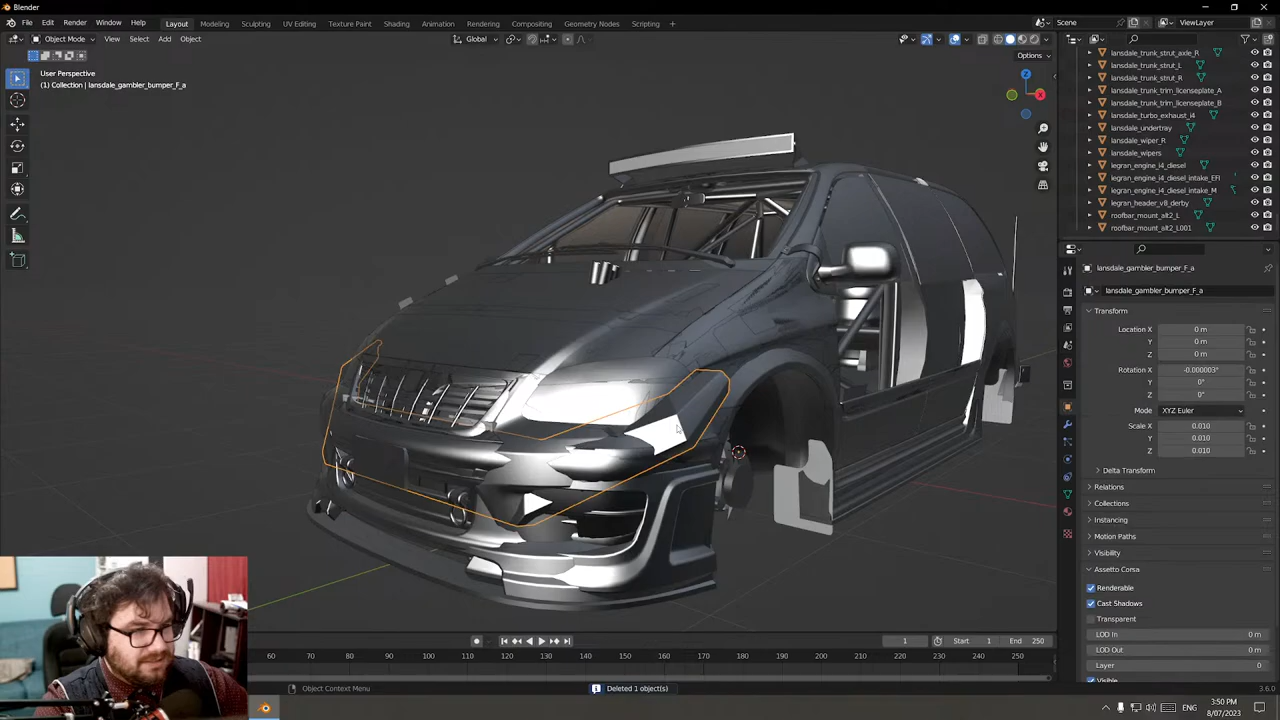 Blender
File Edit Render Window Help Layout Modeling Sculpting UV Editing Texture Paint Shading Animation Rendering Compositing Geometry Nodes Scripting + Scene ViewLayer
Object Mode View Select Add Object Global
Options
User Perspective
(1) Collection | lansdale_gambler_bumper_F_a
lansdale_trunk_strut_axle_R
lansdale_trunk_strut_L
lansdale_trunk_strut_R
lansdale_trunk_trim_licenseplate_A
lansdale_trunk_trim_licenseplate_B
lansdale_turbo_exhaust_i4
lansdale_undertray
lansdale_wiper_R
lansdale_wipers
legran_engine_i4_diesel
legran_engine_i4_diesel_intake_EFI
legran_engine_i4_diesel_intake_M
legran_header_v8_derby
roofbar_mount_alt2_L
roofbar_mount_alt2_L001
lansdale_gambler_bumper_F_a
lansdale_gambler_bumper_F_a
Transform
Location X 0 m
Y 0 m
Z 0 m
Rotation X -0.000003°
Y 0°
Z 0°
Mode XYZ Euler
Scale X 0.010
Y 0.010
Z 0.010
Delta Transform
Relations
Collections
Instancing
Motion Paths
Visibility
Assetto Corsa
Renderable
Cast Shadows
Transparent
LOD In 0 m
LOD Out 0 m
Layer 0
Visible
1 Start 1 End 250
60 70 80 90 100 110 120 130 140 150 160 170 180 190 200 210 220 230 240 250
Object Context Menu Deleted 1 object(s) 3.6.0
ENG 3:50 PM
8/07/2023